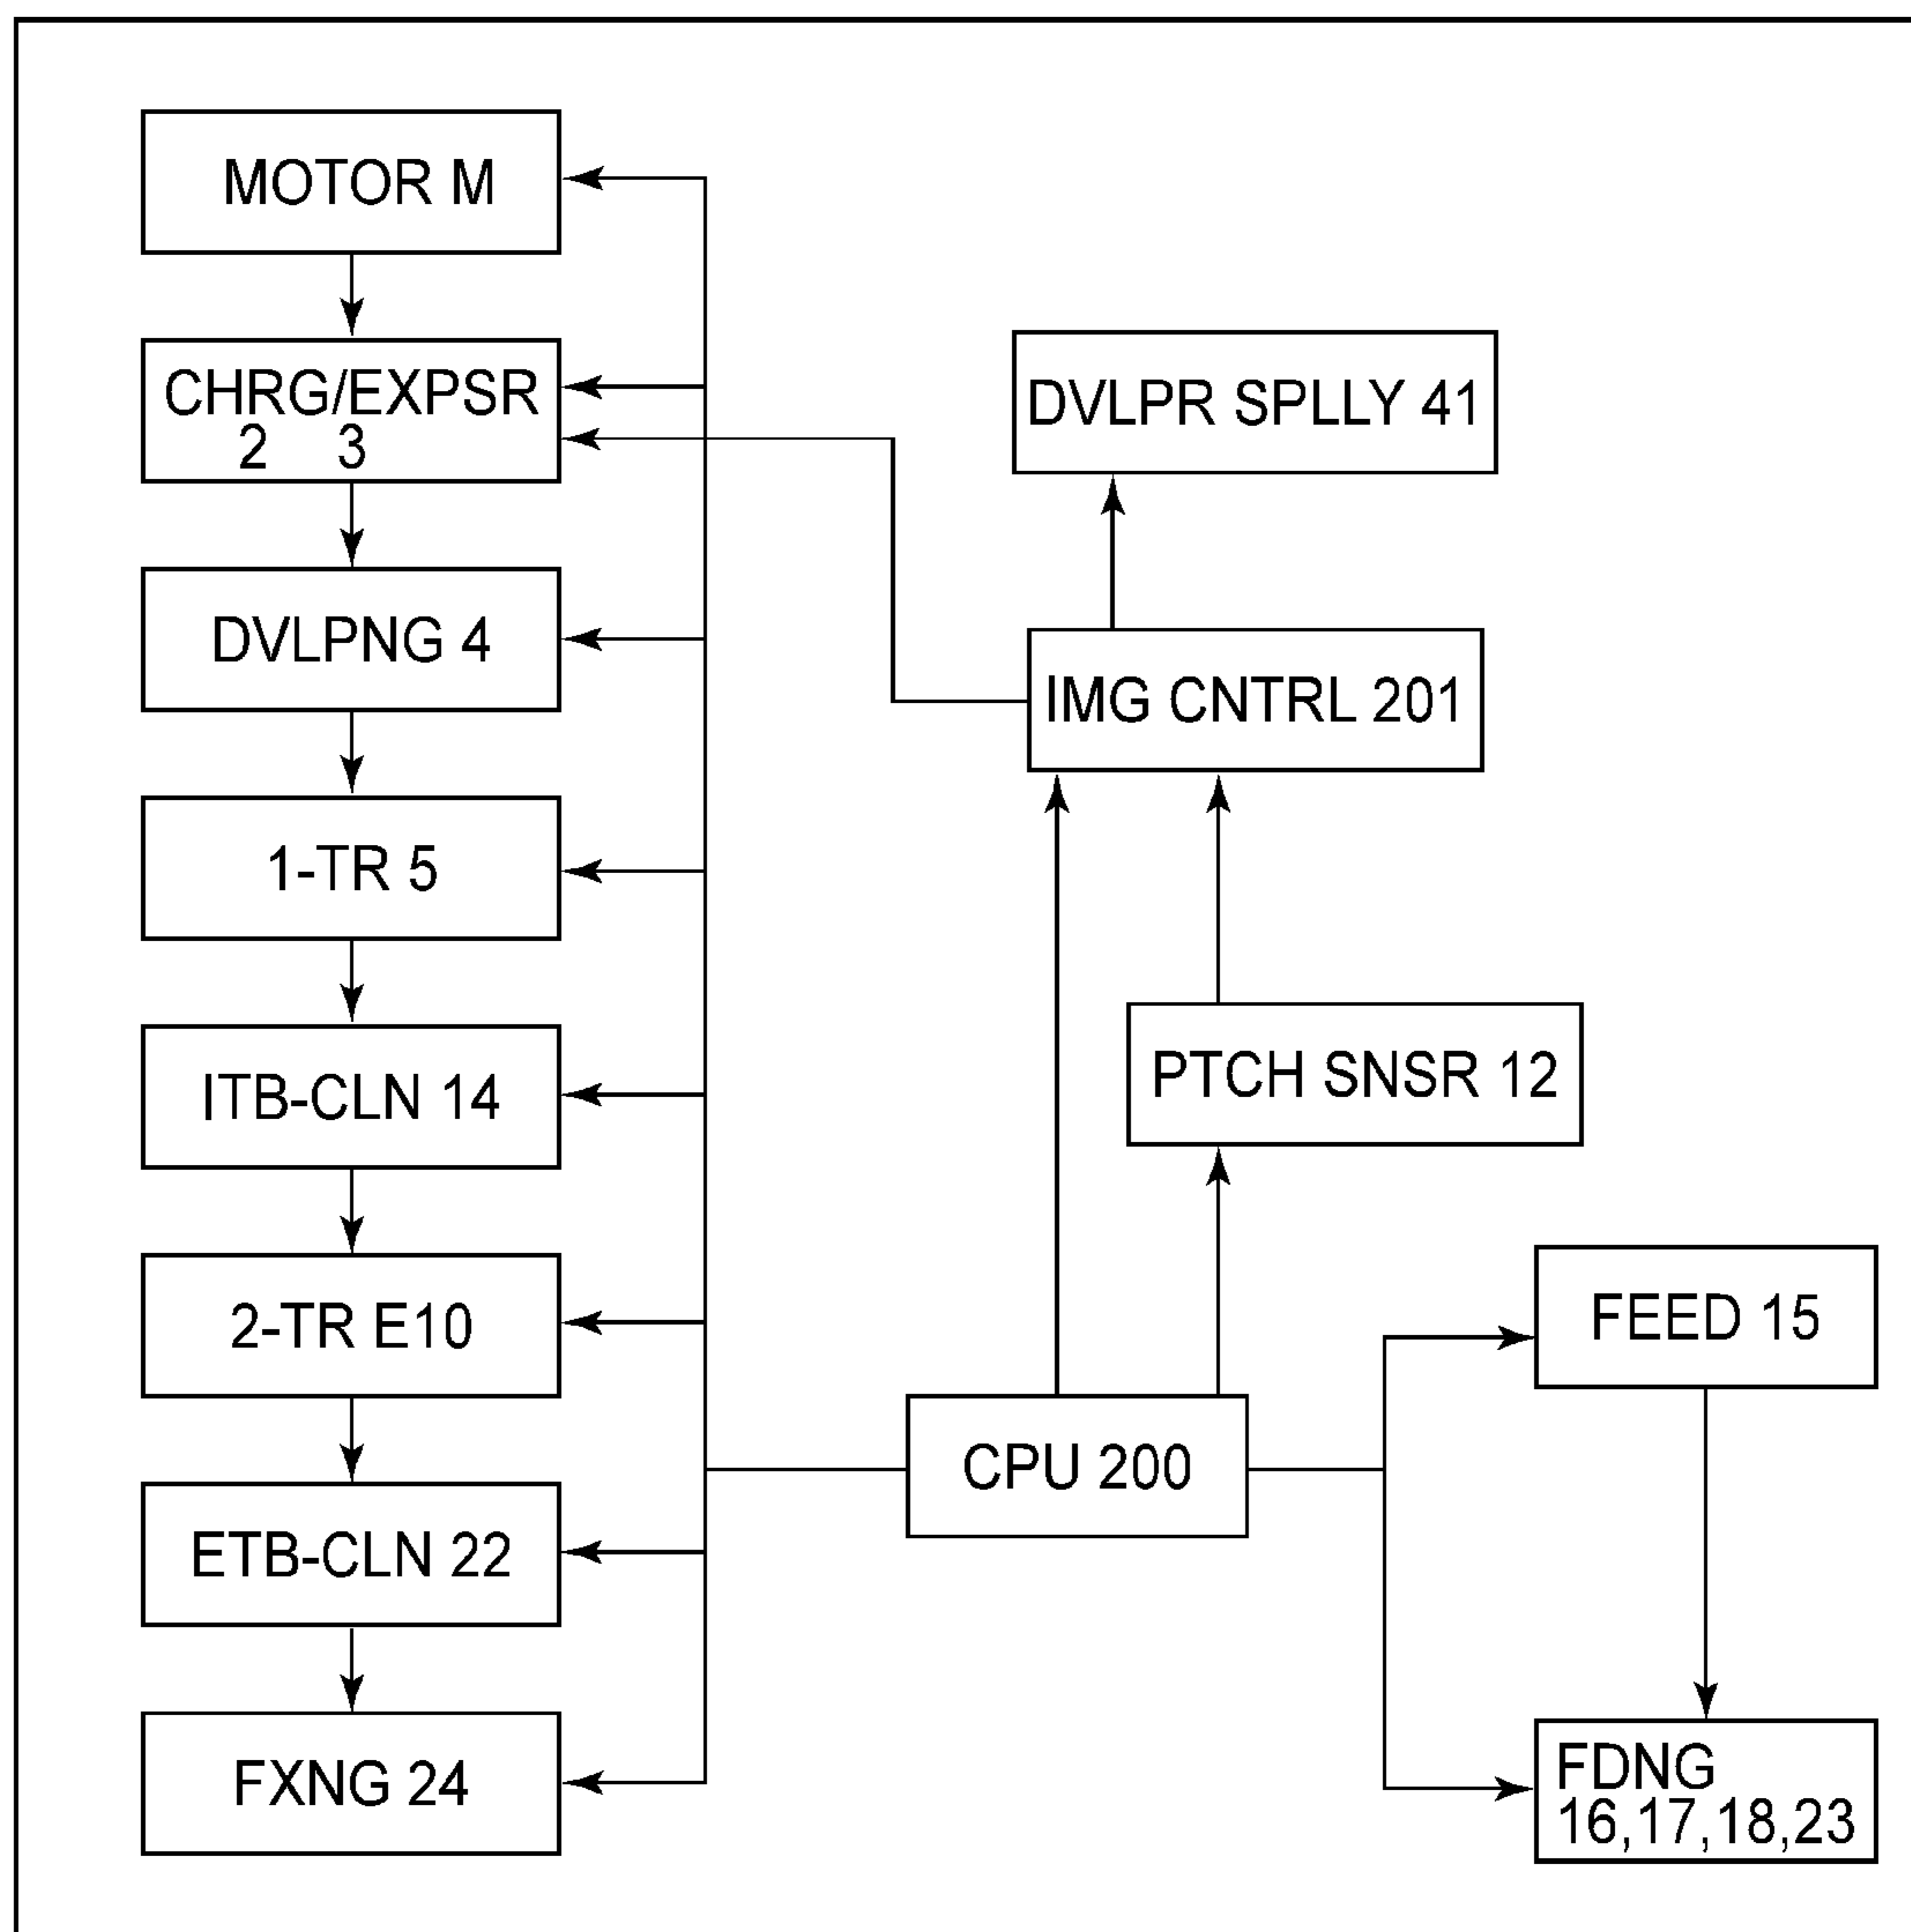 MOTOR M
CHRG/EXPSR
2 3
DVLPNG 4
1-TR 5
ITB-CLN 14
2-TR E10
ETB-CLN 22
FXNG 24
DVLPR SPLLY 41
IMG CNTRL 201
PTCH SNSR 12
CPU 200
FEED 15
FDNG
16,17,18,23